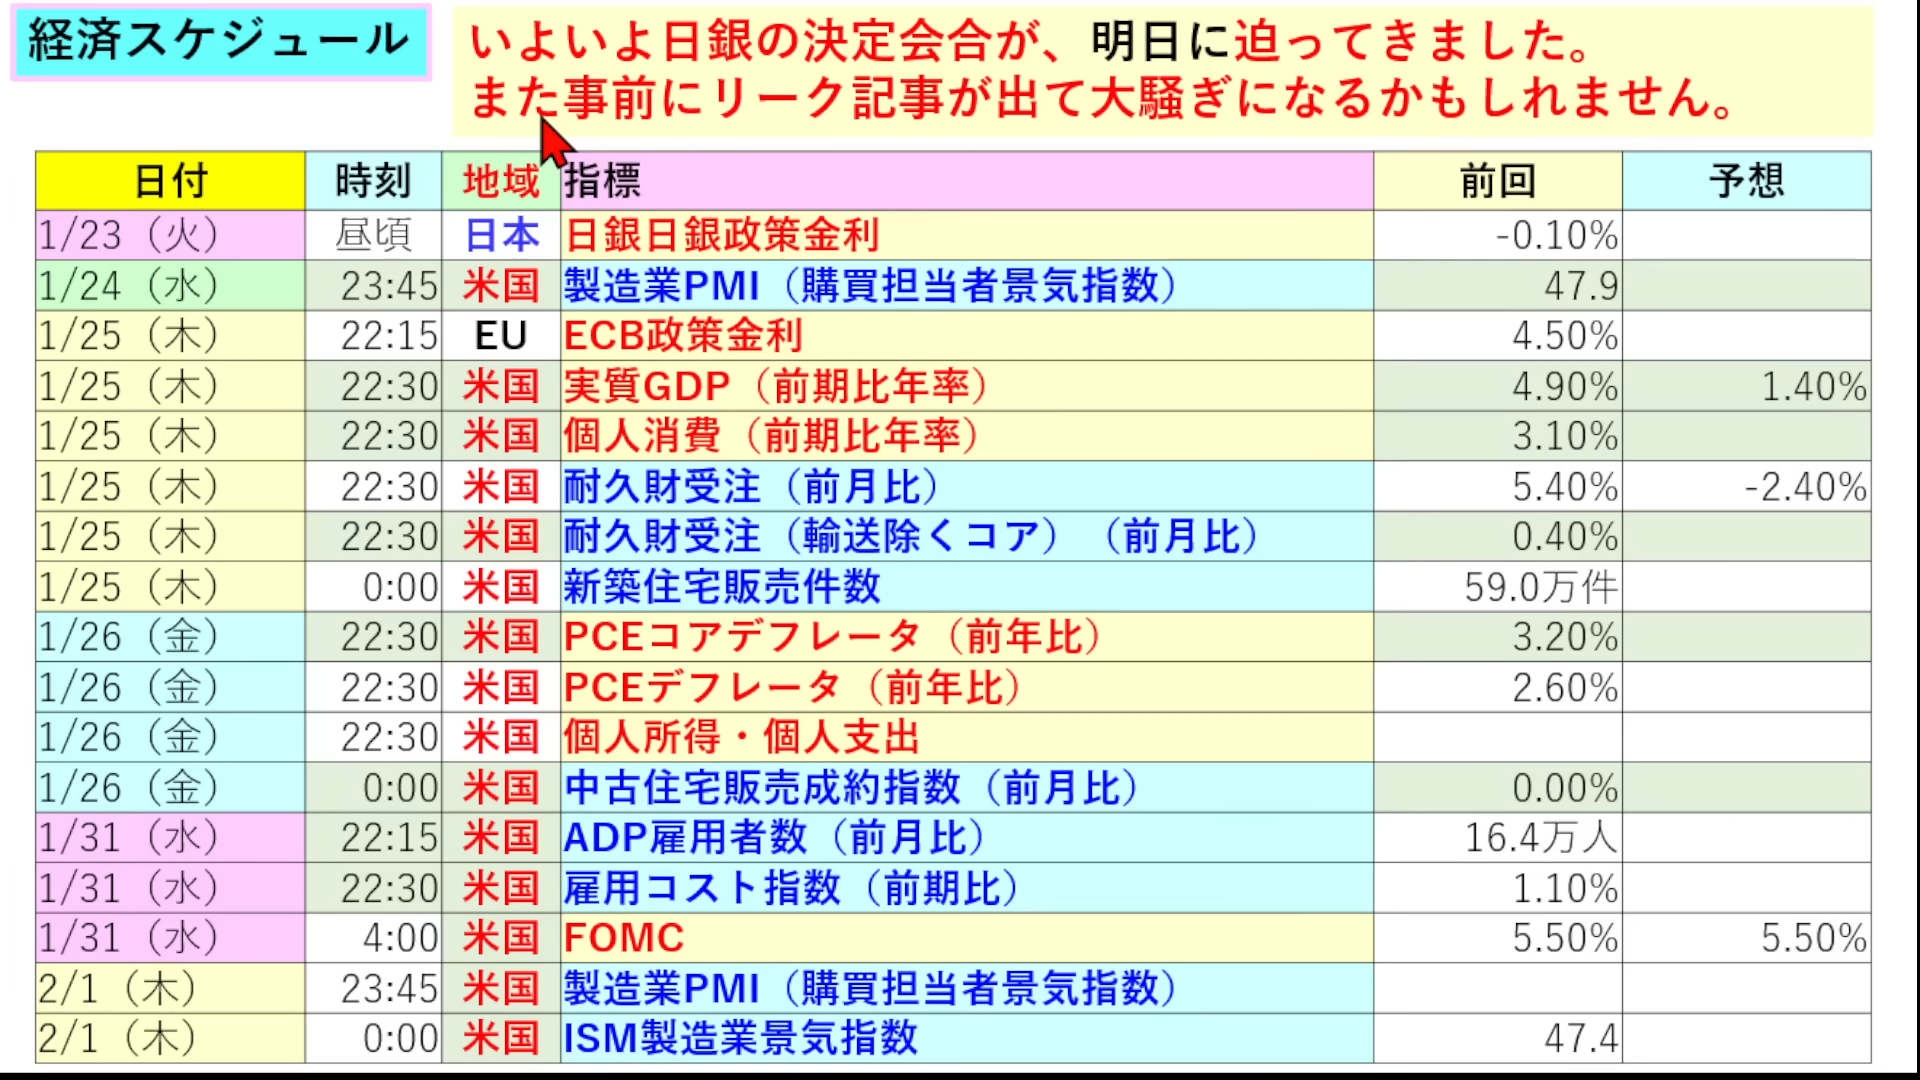 経済スケジュール
いよいよ日銀の決定会合が、明日に迫ってきました。
また事前にリーク記事が出て大騒ぎになるかもしれません。
日付 時刻 地域 指標 前回 予想
1/23（火） 昼頃 日本 日銀日銀政策金利 -0.10%
1/24（水） 23:45 米国 製造業PMI（購買担当者景気指数） 47.9
1/25（木） 22:15 EU ECB政策金利 4.50%
1/25（木） 22:30 米国 実質GDP（前期比年率） 4.90% 1.40%
1/25（木） 22:30 米国 個人消費（前期比年率） 3.10%
1/25（木） 22:30 米国 耐久財受注（前月比） 5.40% -2.40%
1/25（木） 22:30 米国 耐久財受注（輸送除くコア）（前月比） 0.40%
1/25（木） 0:00 米国 新築住宅販売件数 59.0万件
1/26（金） 22:30 米国 PCEコアデフレータ（前年比） 3.20%
1/26（金） 22:30 米国 PCEデフレータ（前年比） 2.60%
1/26（金） 22:30 米国 個人所得・個人支出
1/26（金） 0:00 米国 中古住宅販売成約指数（前月比） 0.00%
1/31（水） 22:15 米国 ADP雇用者数（前月比） 16.4万人
1/31（水） 22:30 米国 雇用コスト指数（前期比） 1.10%
1/31（水） 4:00 米国 FOMC 5.50% 5.50%
2/1（木） 23:45 米国 製造業PMI（購買担当者景気指数）
2/1（木） 0:00 米国 ISM製造業景気指数 47.4